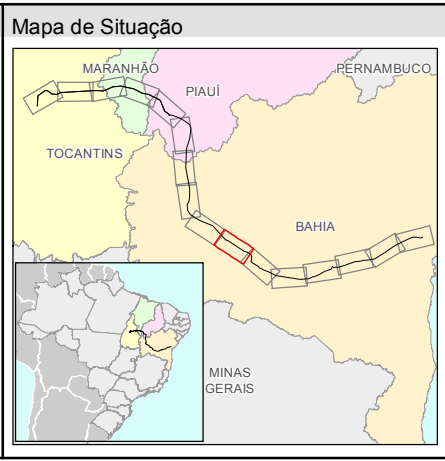 Mapa de Situação
MARANHÃO
PERNAMBUCO
PIAUÍ
TOCANTINS
BAHIA
MINAS
GERAIS